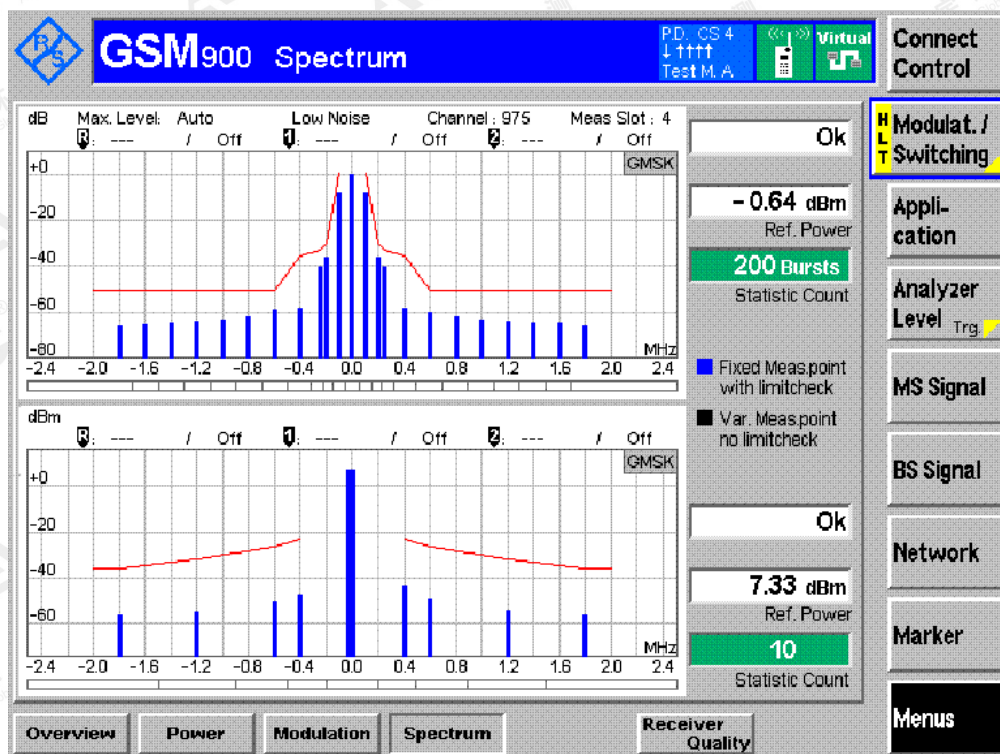 R/S
GSM900 Spectrum
P.D. CS 4
↓ ↑↑↑↑
Test M. A
Virtual
Connect Control
dB Max. Level: Auto Low Noise Channel : 975 Meas Slot : 4
R: --- / Off 1: --- / Off 2: --- / Off
GMSK
+0
-20
-40
-60
-80
MHz
-2.4 -2.0 -1.6 -1.2 -0.8 -0.4 0.0 0.4 0.8 1.2 1.6 2.0 2.4
Ok
- 0.64 dBm
Ref. Power
200 Bursts
Statistic Count
Fixed Meas.point
with limitcheck
Var. Meas.point
no limitcheck
dBm
R: --- / Off 1: --- / Off 2: --- / Off
GMSK
+0
-20
-40
-60
MHz
-2.4 -2.0 -1.6 -1.2 -0.8 -0.4 0.0 0.4 0.8 1.2 1.6 2.0 2.4
Ok
7.33 dBm
Ref. Power
10
Statistic Count
HLT
Modulat. /
Switching
Appli-
cation
Analyzer
Level Trg.
MS Signal
BS Signal
Network
Marker
Menus
Overview
Power
Modulation
Spectrum
Receiver
Quality